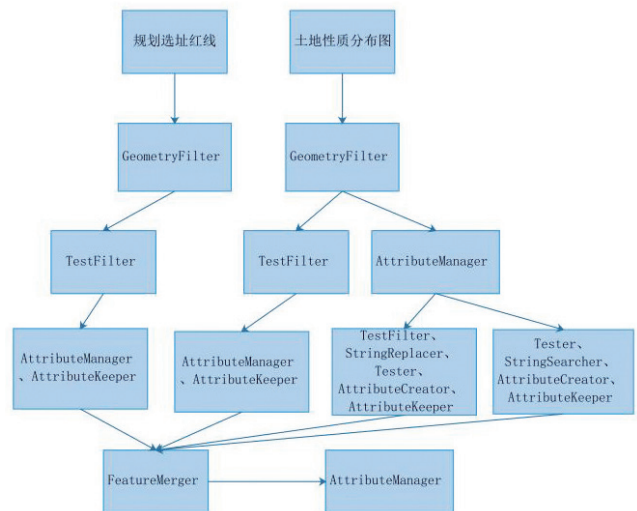 规划选址红线
土地性质分布图
GeometryFilter
GeometryFilter
TestFilter
TestFilter
AttributeManager
AttributeManager
、AttributeKeeper
AttributeManager
、AttributeKeeper
TestFilter、
StringReplacer、
Tester、
AttributeCreator、
AttributeKeeper
Tester、
StringSearcher、
AttributeCreator、
AttributeKeeper
FeatureMerger
AttributeManager